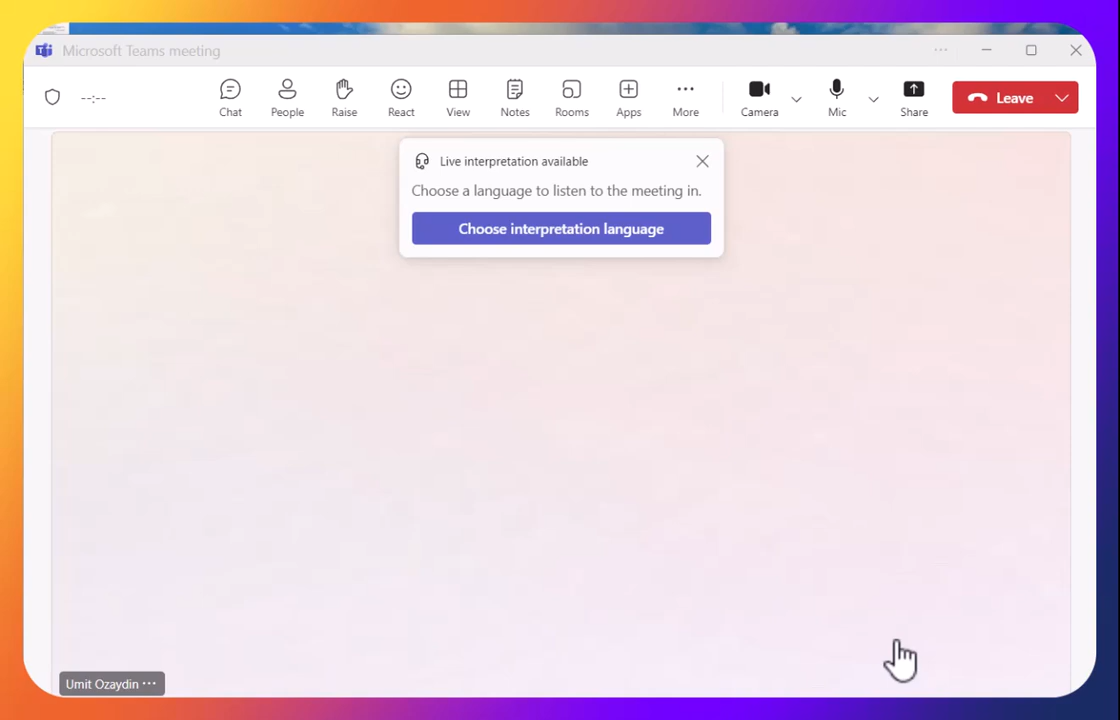 Microsoft Teams meeting
--:--
Chat
People
Raise
React
View
Notes
Rooms
Apps
More
Camera
Mic
Share
Leave
Live interpretation available
Choose a language to listen to the meeting in.
Choose interpretation language
Umit Ozaydin